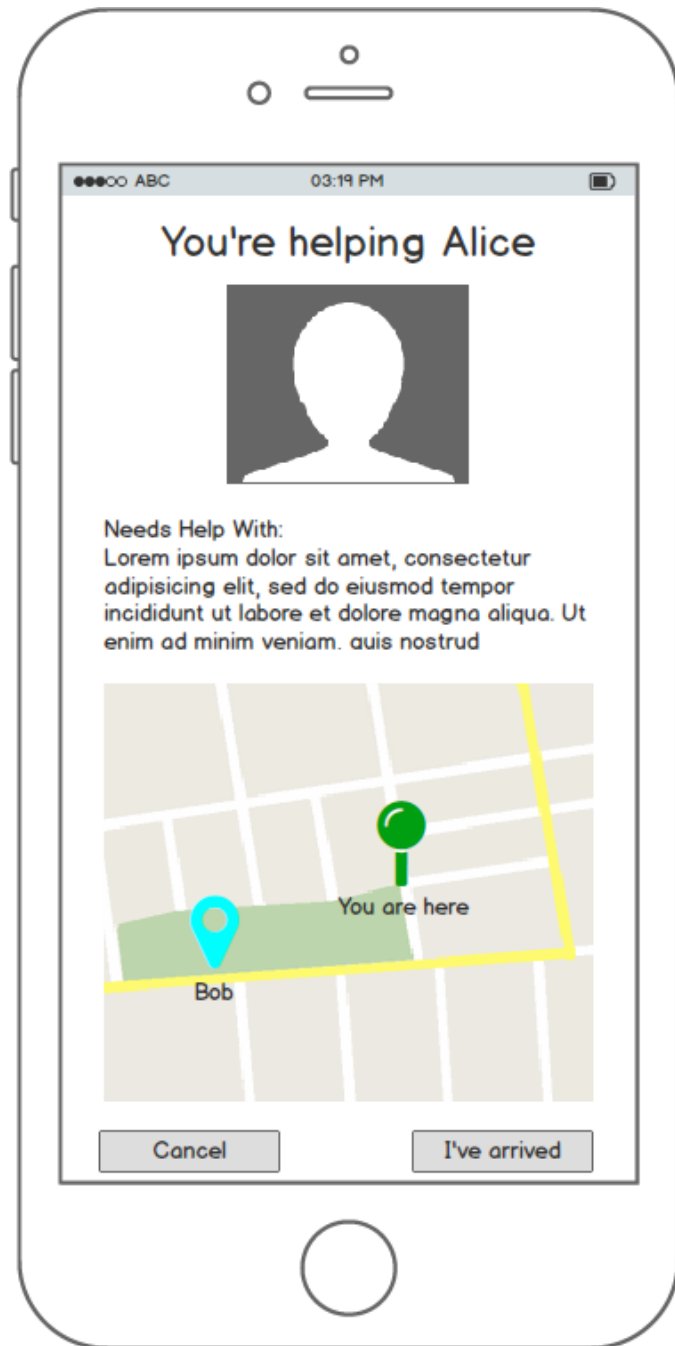 ABC 03:19 PM
You're helping Alice
Needs Help With:
Lorem ipsum dolor sit amet, consectetur
adipisicing elit, sed do eiusmod tempor
incididunt ut labore et dolore magna aliqua. Ut
enim ad minim veniam, quis nostrud
You are here
Bob
Cancel I've arrived